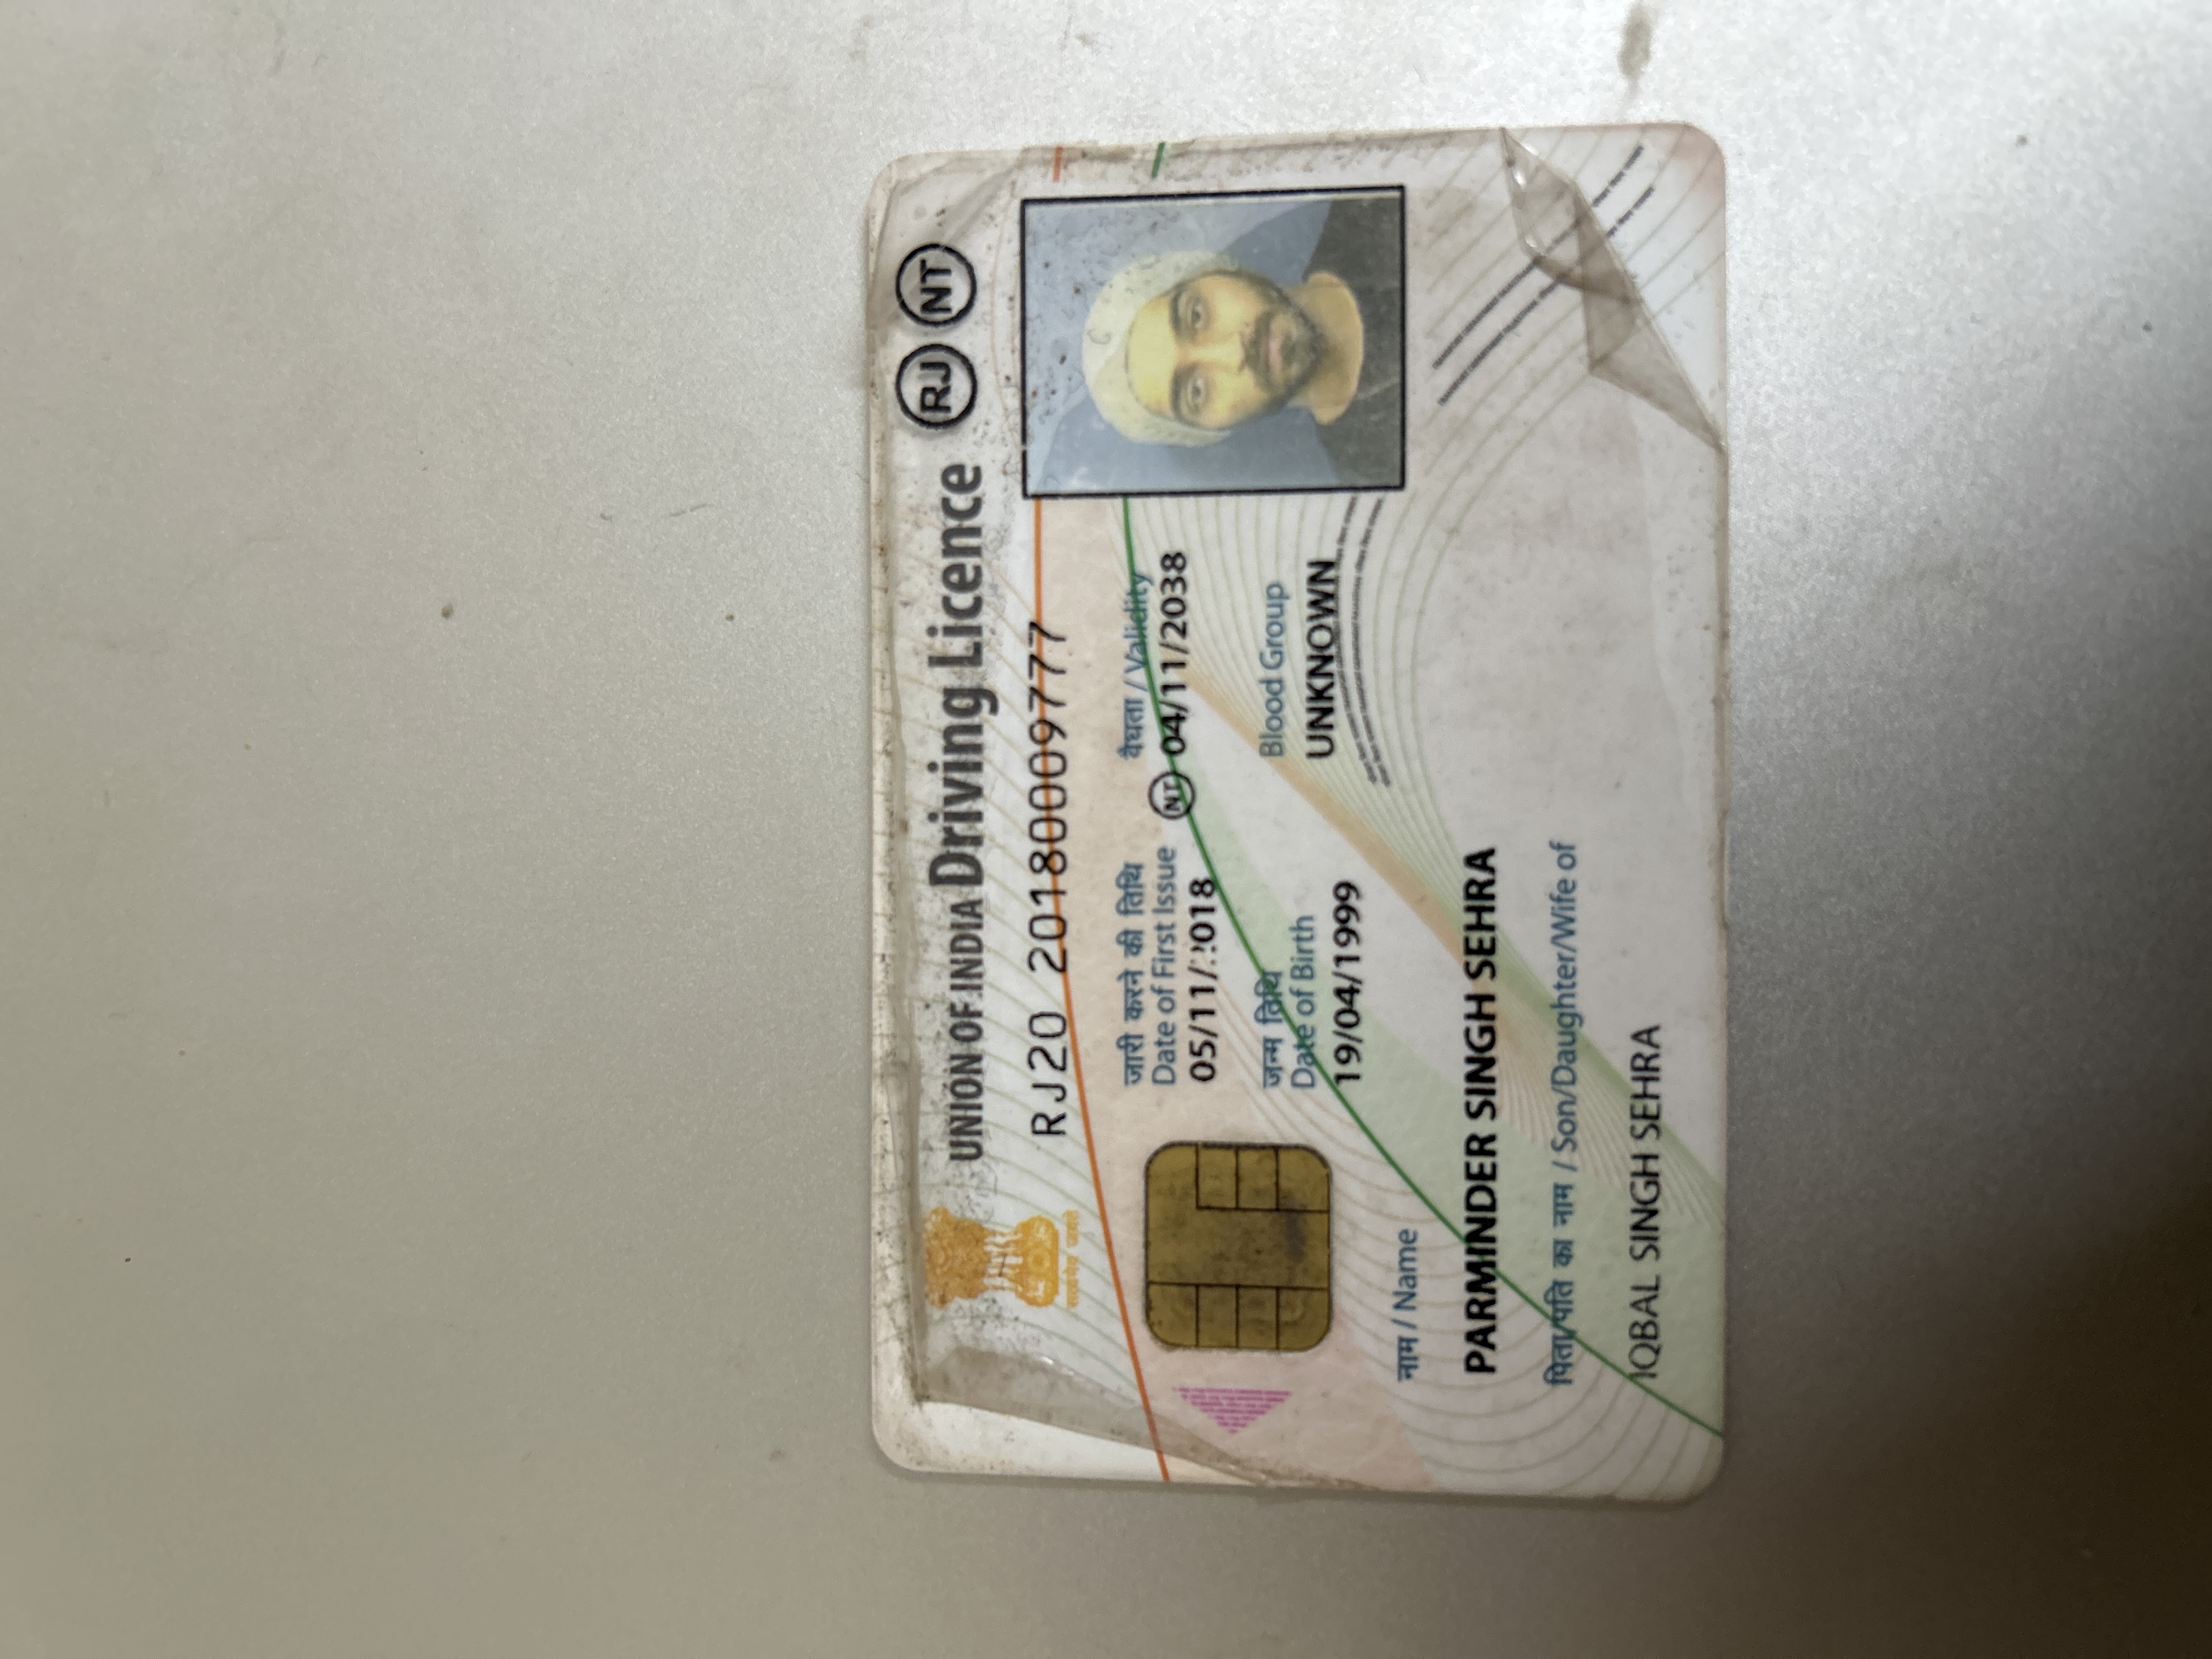 UNION OF INDIA Driving Licence RJ NT
सत्यमेव जयते
RJ20 20180009777
जारी करने की तिथि
Date of First Issue
05/11/2018
वैधता / Validity
NT 04/11/2038
जन्म तिथि
Date of Birth
19/04/1999
Blood Group
UNKNOWN
नाम / Name
PARMINDER SINGH SEHRA
पिता/पति का नाम / Son/Daughter/Wife of
IQBAL SINGH SEHRA